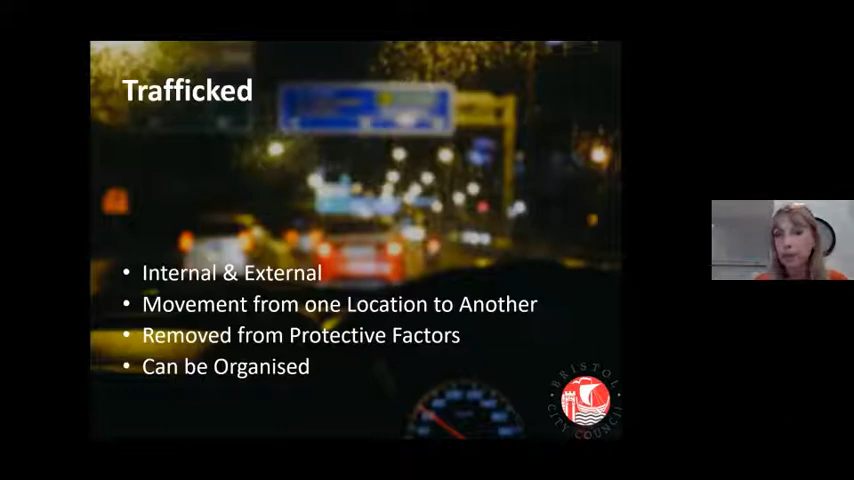 Trafficked
• Internal & External
• Movement from one Location to Another
• Removed from Protective Factors
• Can be Organised
BRISTOL
CITY COUNCIL